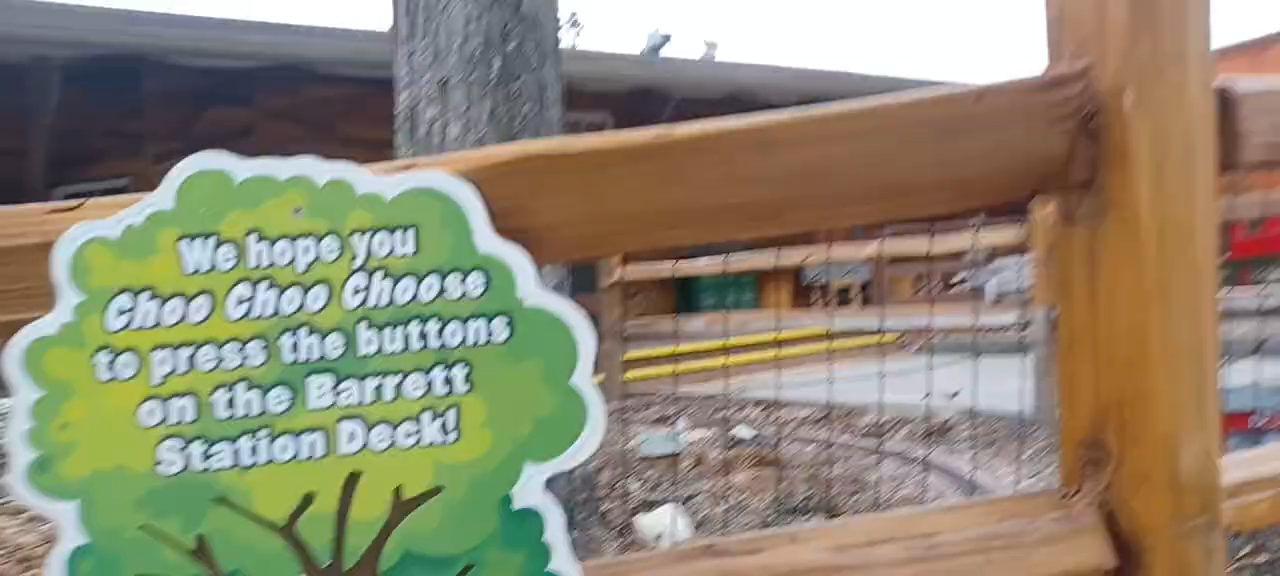 We hope you
Choo Choo Choose
to press the buttons
on the Barrett
Station Deck!